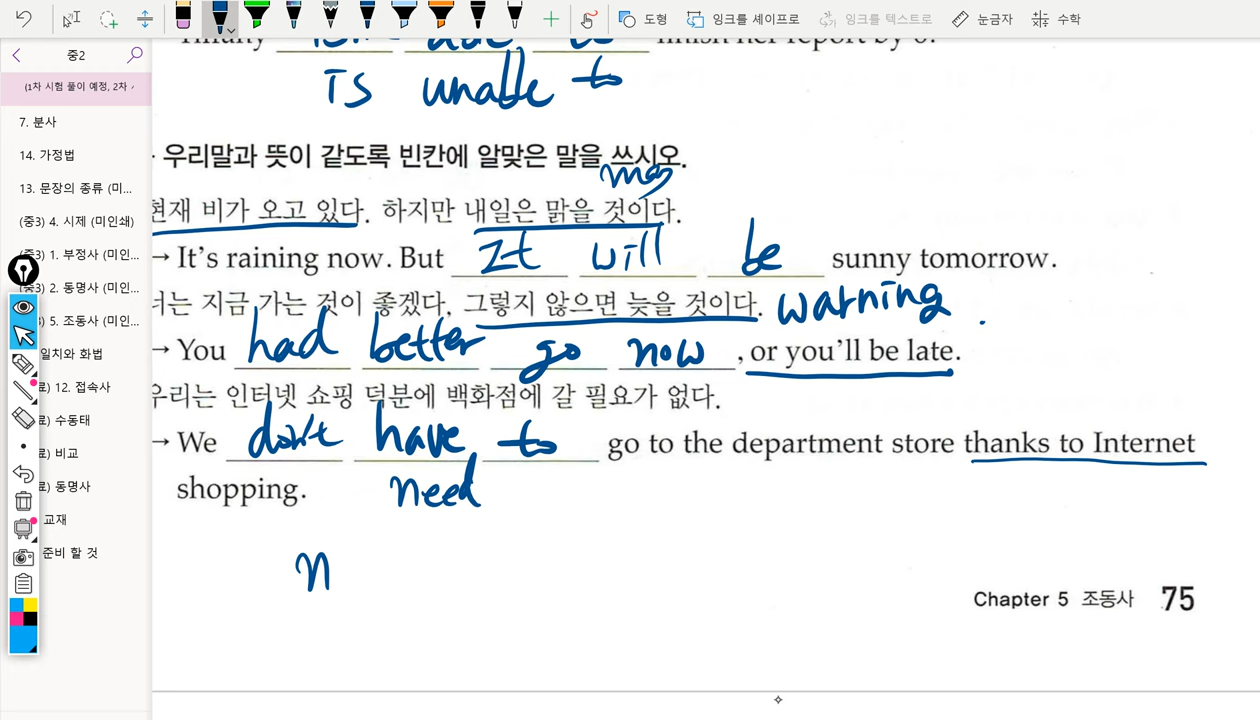 도형 잉크를 셰이프로 잉크를 텍스트로 눈금자 수학
중2
(1차 시험 풀이 예정, 2차
7. 분사
14. 가정법
13. 문장의 종류 (미...
(중3) 4. 시제 (미인쇄)
(중3) 1. 부정사 (미인...
3) 2. 동명사 (미인...
3) 5. 조동사 (미인...
일치와 화법
료) 12. 접속사
료) 수동태
료) 비교
료) 동명사
교재
준비 할 것
Tiffany finish her report by 6.
is unable to
우리말과 뜻이 같도록 빈칸에 알맞은 말을 쓰시오.
may
현재 비가 오고 있다. 하지만 내일은 맑을 것이다.
→ It's raining now. But It will be sunny tomorrow.
너는 지금 가는 것이 좋겠다, 그렇지 않으면 늦을 것이다. warning
→ You had better go now, or you'll be late.
우리는 인터넷 쇼핑 덕분에 백화점에 갈 필요가 없다.
→ We don't have to go to the department store thanks to Internet
shopping. need
n
Chapter 5 조동사 75